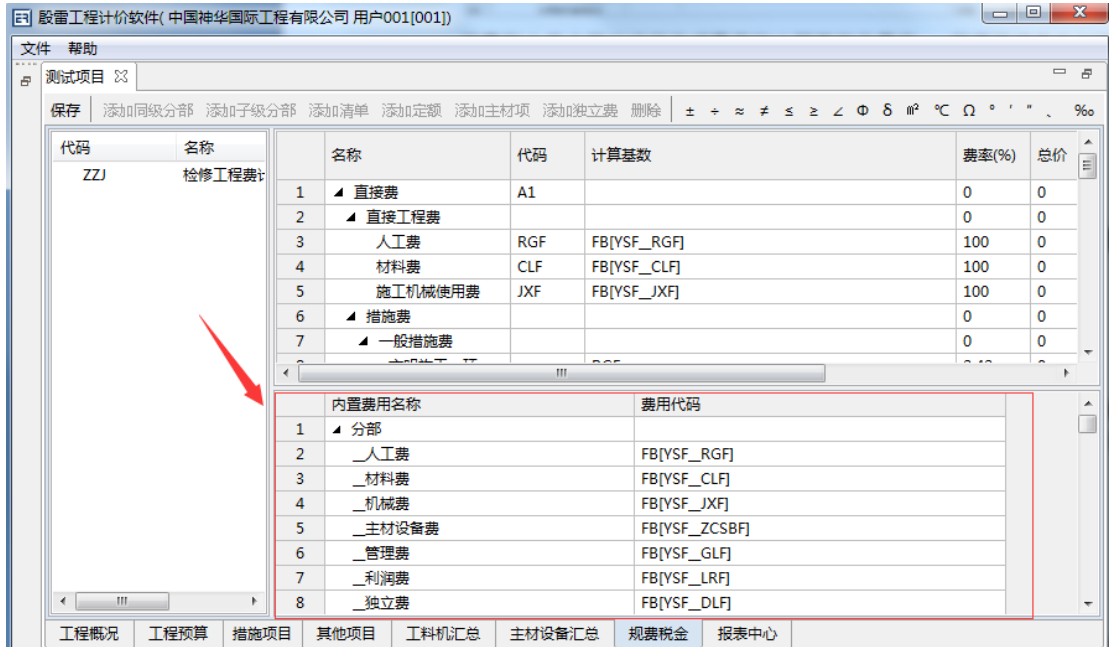 殷雷工程计价软件( 中国神华国际工程有限公司 用户001[001])
文件 帮助
测试项目
保存 添加同级分部 添加子级分部 添加清单 添加定额 添加主材项 添加独立费 删除 ± ÷ ≈ ≠ ≤ ≥ ∠ Φ δ ㎡ ℃ Ω ° ′ ″ 、 ‰
代码 名称
ZZJ 检修工程费
名称 代码 计算基数 费率(%) 总价
1 直接费 A1 0 0
2 直接工程费 0 0
3 人工费 RGF FB[YSF__RGF] 100 0
4 材料费 CLF FB[YSF__CLF] 100 0
5 施工机械使用费 JXF FB[YSF__JXF] 100 0
6 措施费 0 0
7 一般措施费 0 0
内置费用名称 费用代码
1 分部
2 __人工费 FB[YSF__RGF]
3 __材料费 FB[YSF__CLF]
4 __机械费 FB[YSF__JXF]
5 __主材设备费 FB[YSF__ZCSBF]
6 __管理费 FB[YSF__GLF]
7 __利润费 FB[YSF__LRF]
8 __独立费 FB[YSF__DLF]
工程概况 工程预算 措施项目 其他项目 工料机汇总 主材设备汇总 规费税金 报表中心